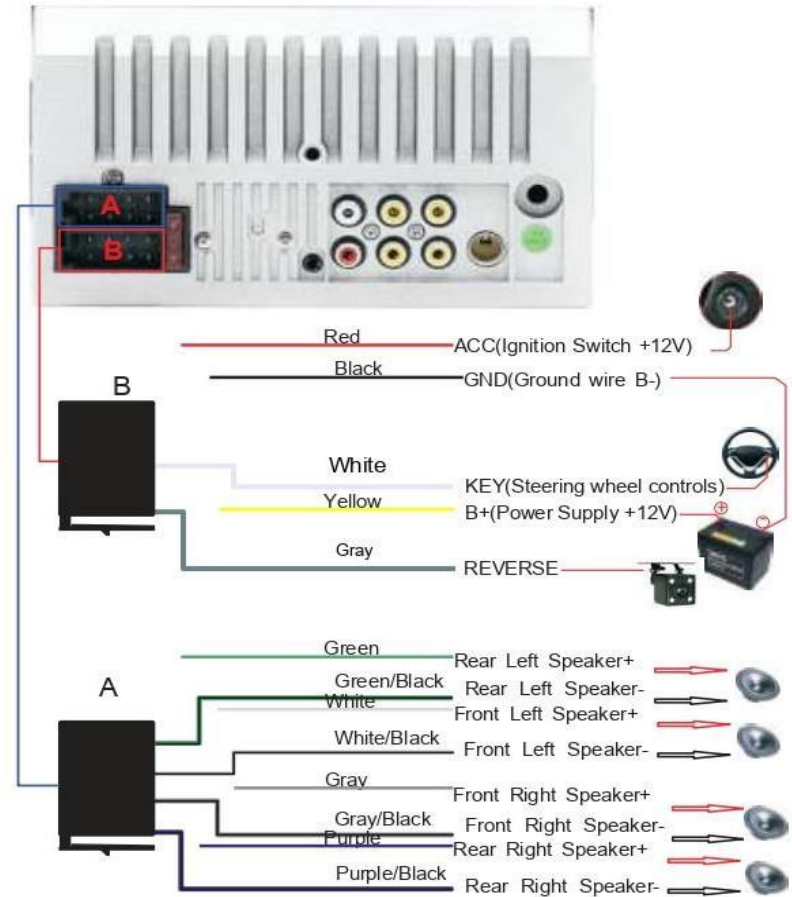 A
B
Red
ACC(Ignition Switch +12V)
Black
GND(Ground wire B-)
B
White
KEY(Steering wheel controls)
Yellow
B+(Power Supply +12V)
Gray
REVERSE
Green
Rear Left Speaker+
A
Green/Black
Rear Left Speaker-
White
Front Left Speaker+
White/Black
Front Left Speaker-
Gray
Front Right Speaker+
Gray/Black
Front Right Speaker-
Purple
Rear Right Speaker+
Purple/Black
Rear Right Speaker-